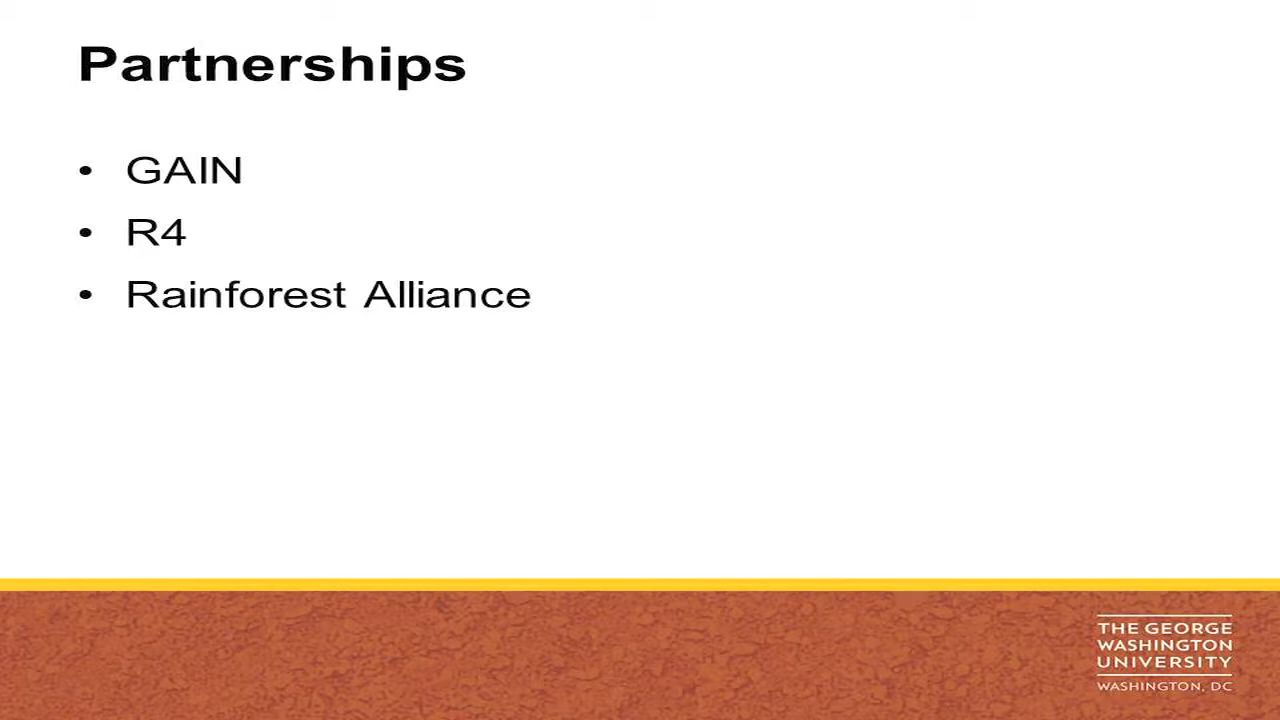 Partnerships
• GAIN
• R4
• Rainforest Alliance
THE GEORGE
WASHINGTON
UNIVERSITY
WASHINGTON, DC